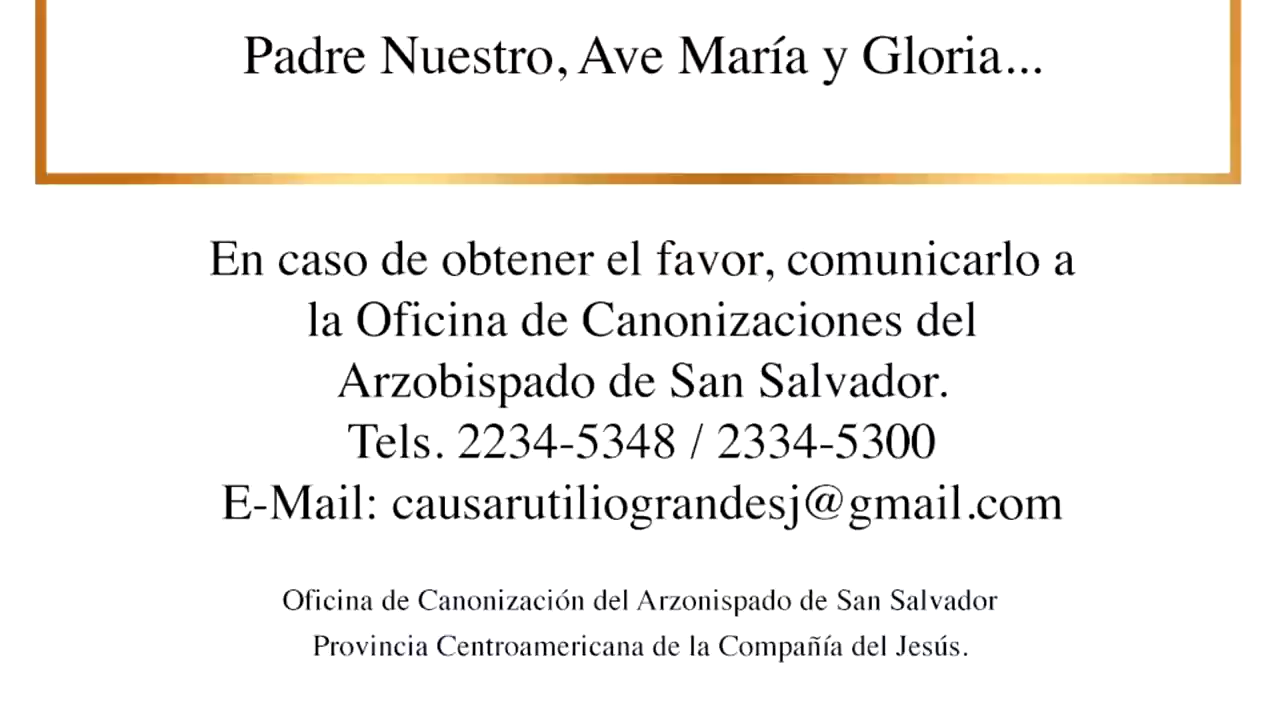 Padre Nuestro, Ave María y Gloria...
En caso de obtener el favor, comunicarlo a
la Oficina de Canonizaciones del
Arzobispado de San Salvador.
Tels. 2234-5348 / 2334-5300
E-Mail: causarutiliograndesj@gmail.com
Oficina de Canonización del Arzonispado de San Salvador
Provincia Centroamericana de la Compañía del Jesús.